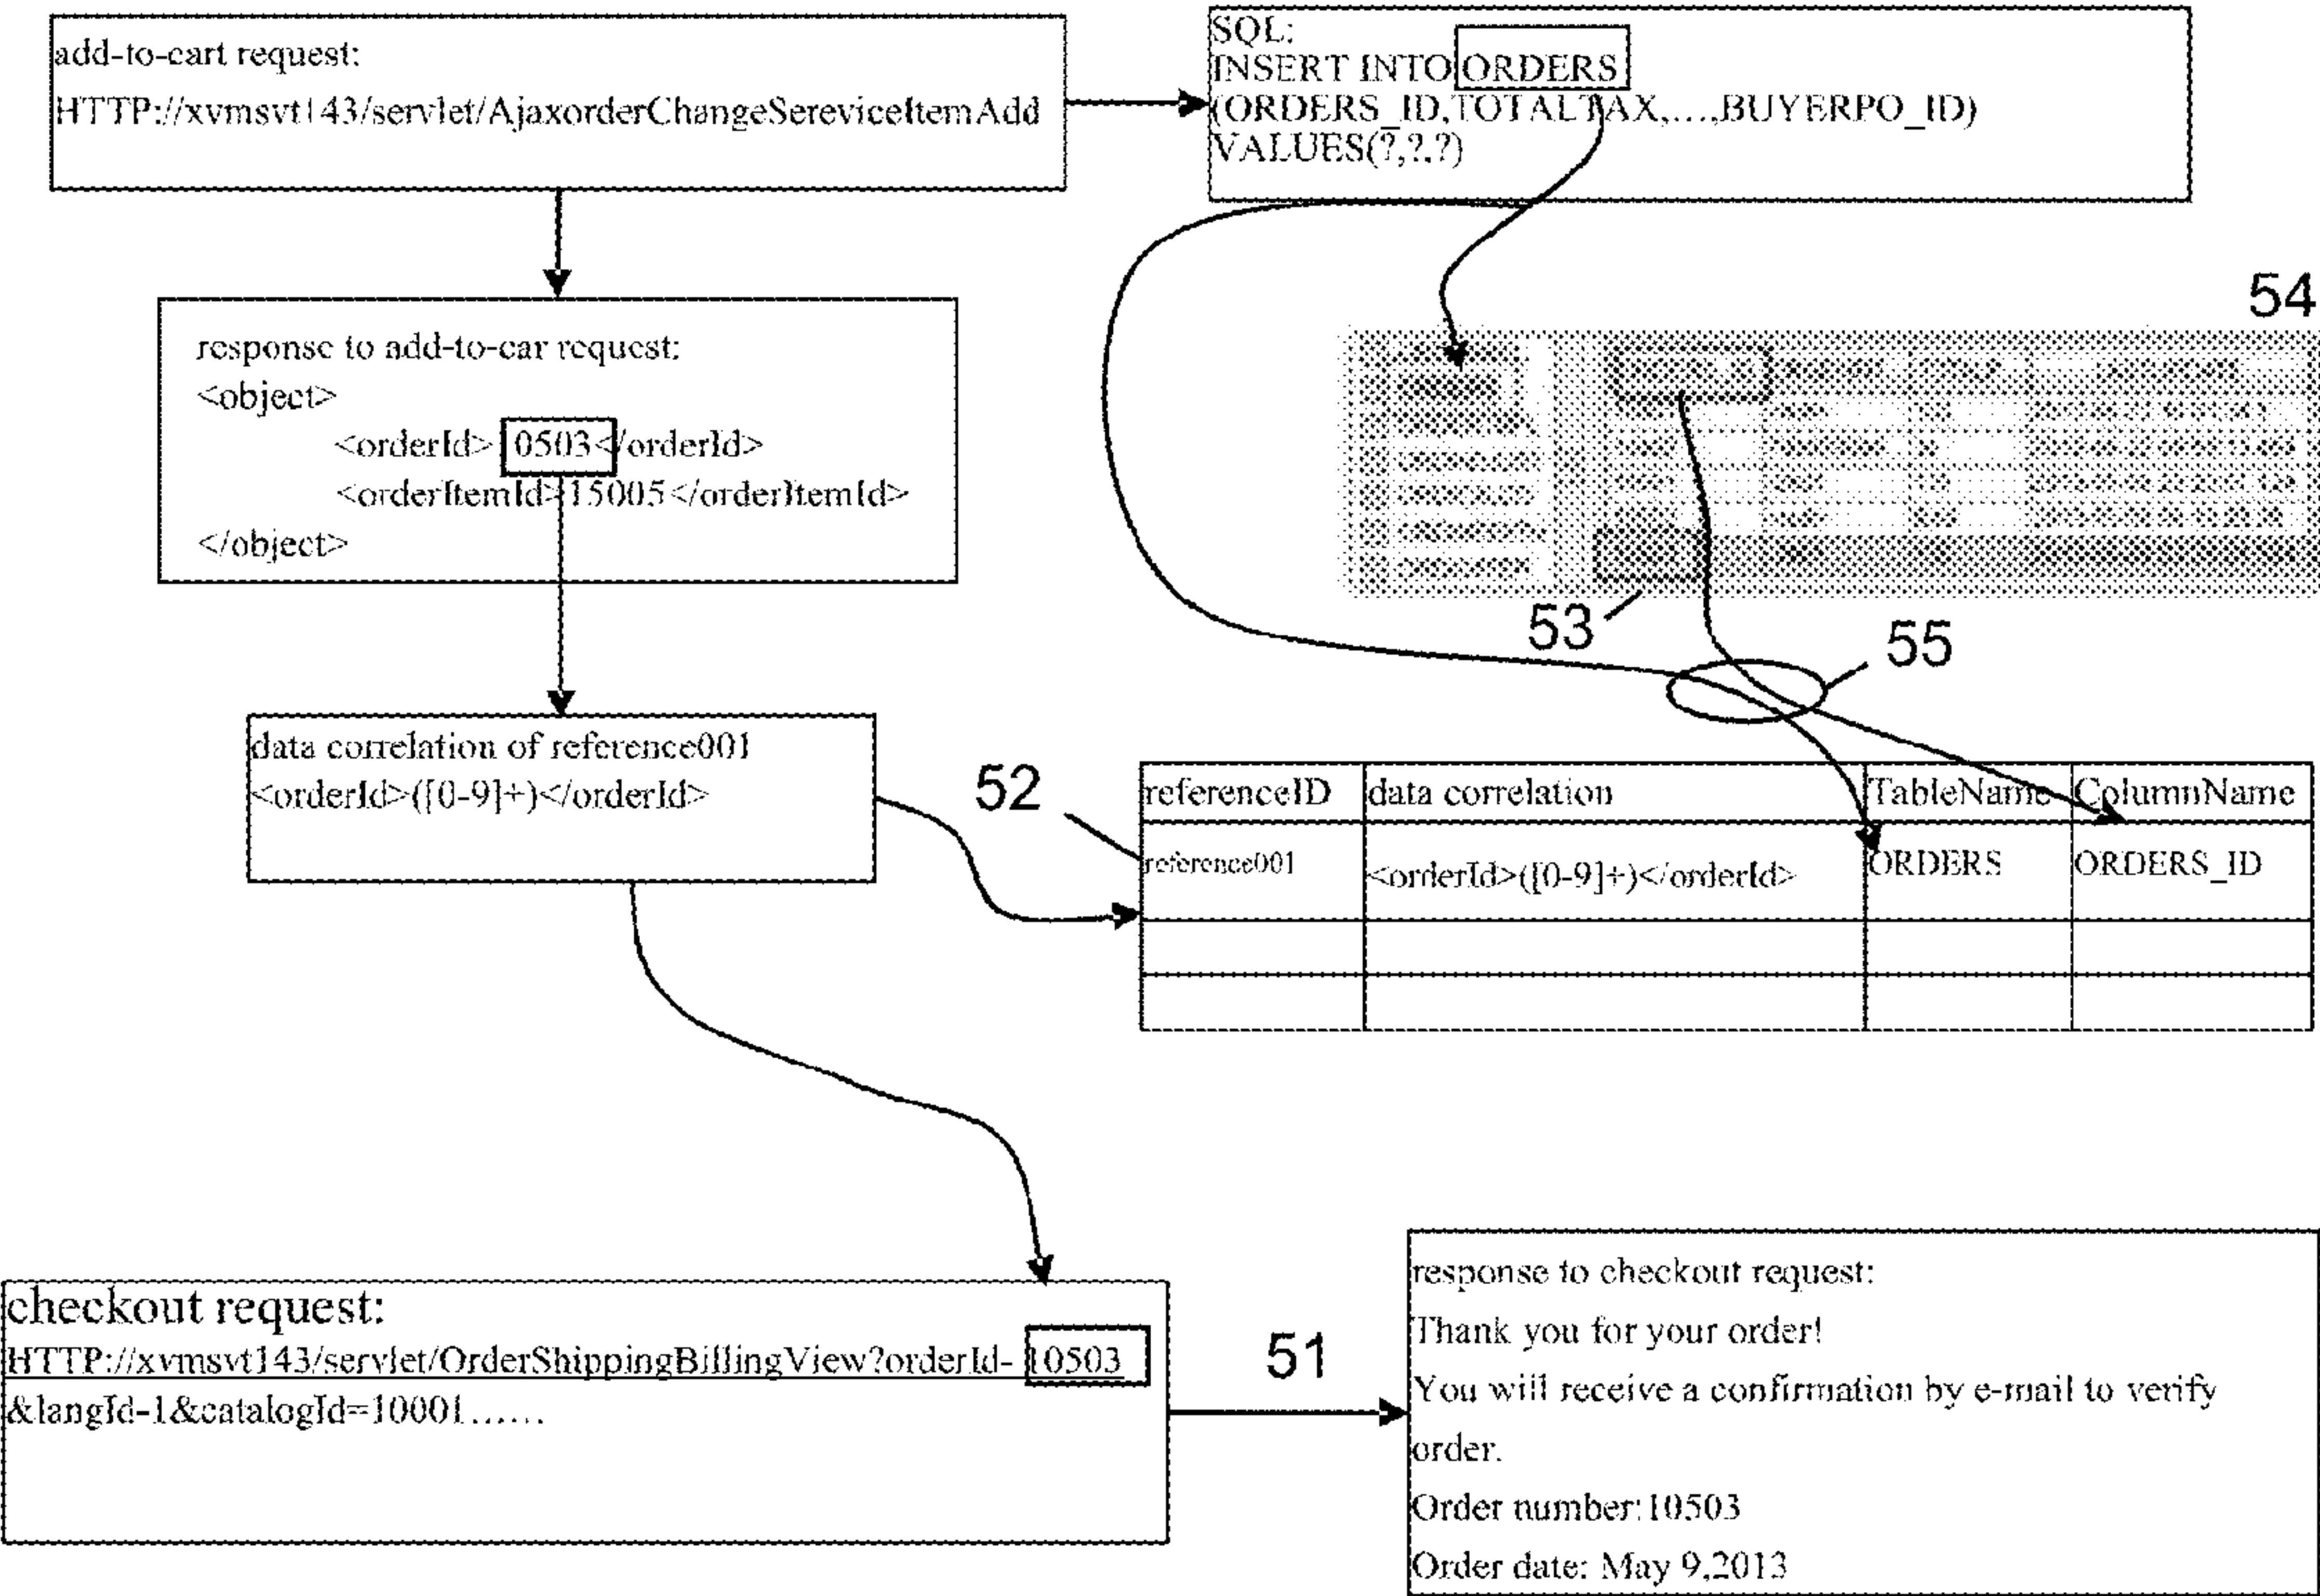 add-to-cart request:
HTTP://xvmsvt143/servlet/AjaxorderChangeSereviceItemAdd
SQL:
INSERT INTO ORDERS
(ORDERS_ID,TOTALTAX,...,BUYERPO_ID)
VALUES(?,?,?)
54
response to add-to-car request:
<object>
<orderId> 0503</orderId>
<orderItemId>15005</orderItemId>
</object>
53
55
data correlation of reference001
<orderId>([0-9]+)</orderId>
52
referenceID data correlation TableName ColumnName
reference001 <orderId>([0-9]+)</orderId> ORDERS ORDERS_ID
checkout request:
HTTP://xvmsvt143/servlet/OrderShippingBillingView?orderId- 10503
&langId-1&catalogId=10001......
51
response to checkout request:
Thank you for your order!
You will receive a confirmation by e-mail to verify
order.
Order number:10503
Order date: May 9,2013